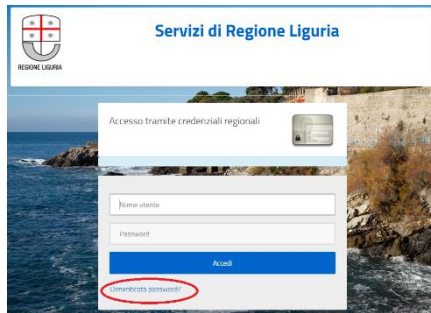 Servizi di Regione Liguria
REGIONE LIGURIA
Accesso tramite credenziali regionali
Nome utente
Password
Accedi
Dimenticata password?